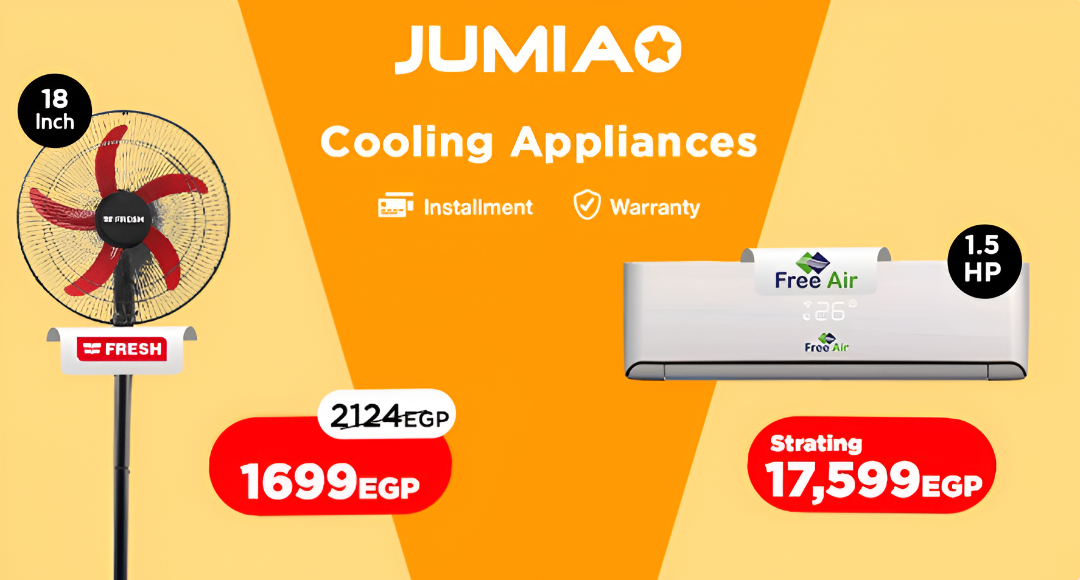 JUMIA
Cooling Appliances
Installment
Warranty
18
Inch
FRESH
FRESH
2124EGP
1699EGP
1.5
HP
Free Air
26
Free Air
Strating
17,599EGP